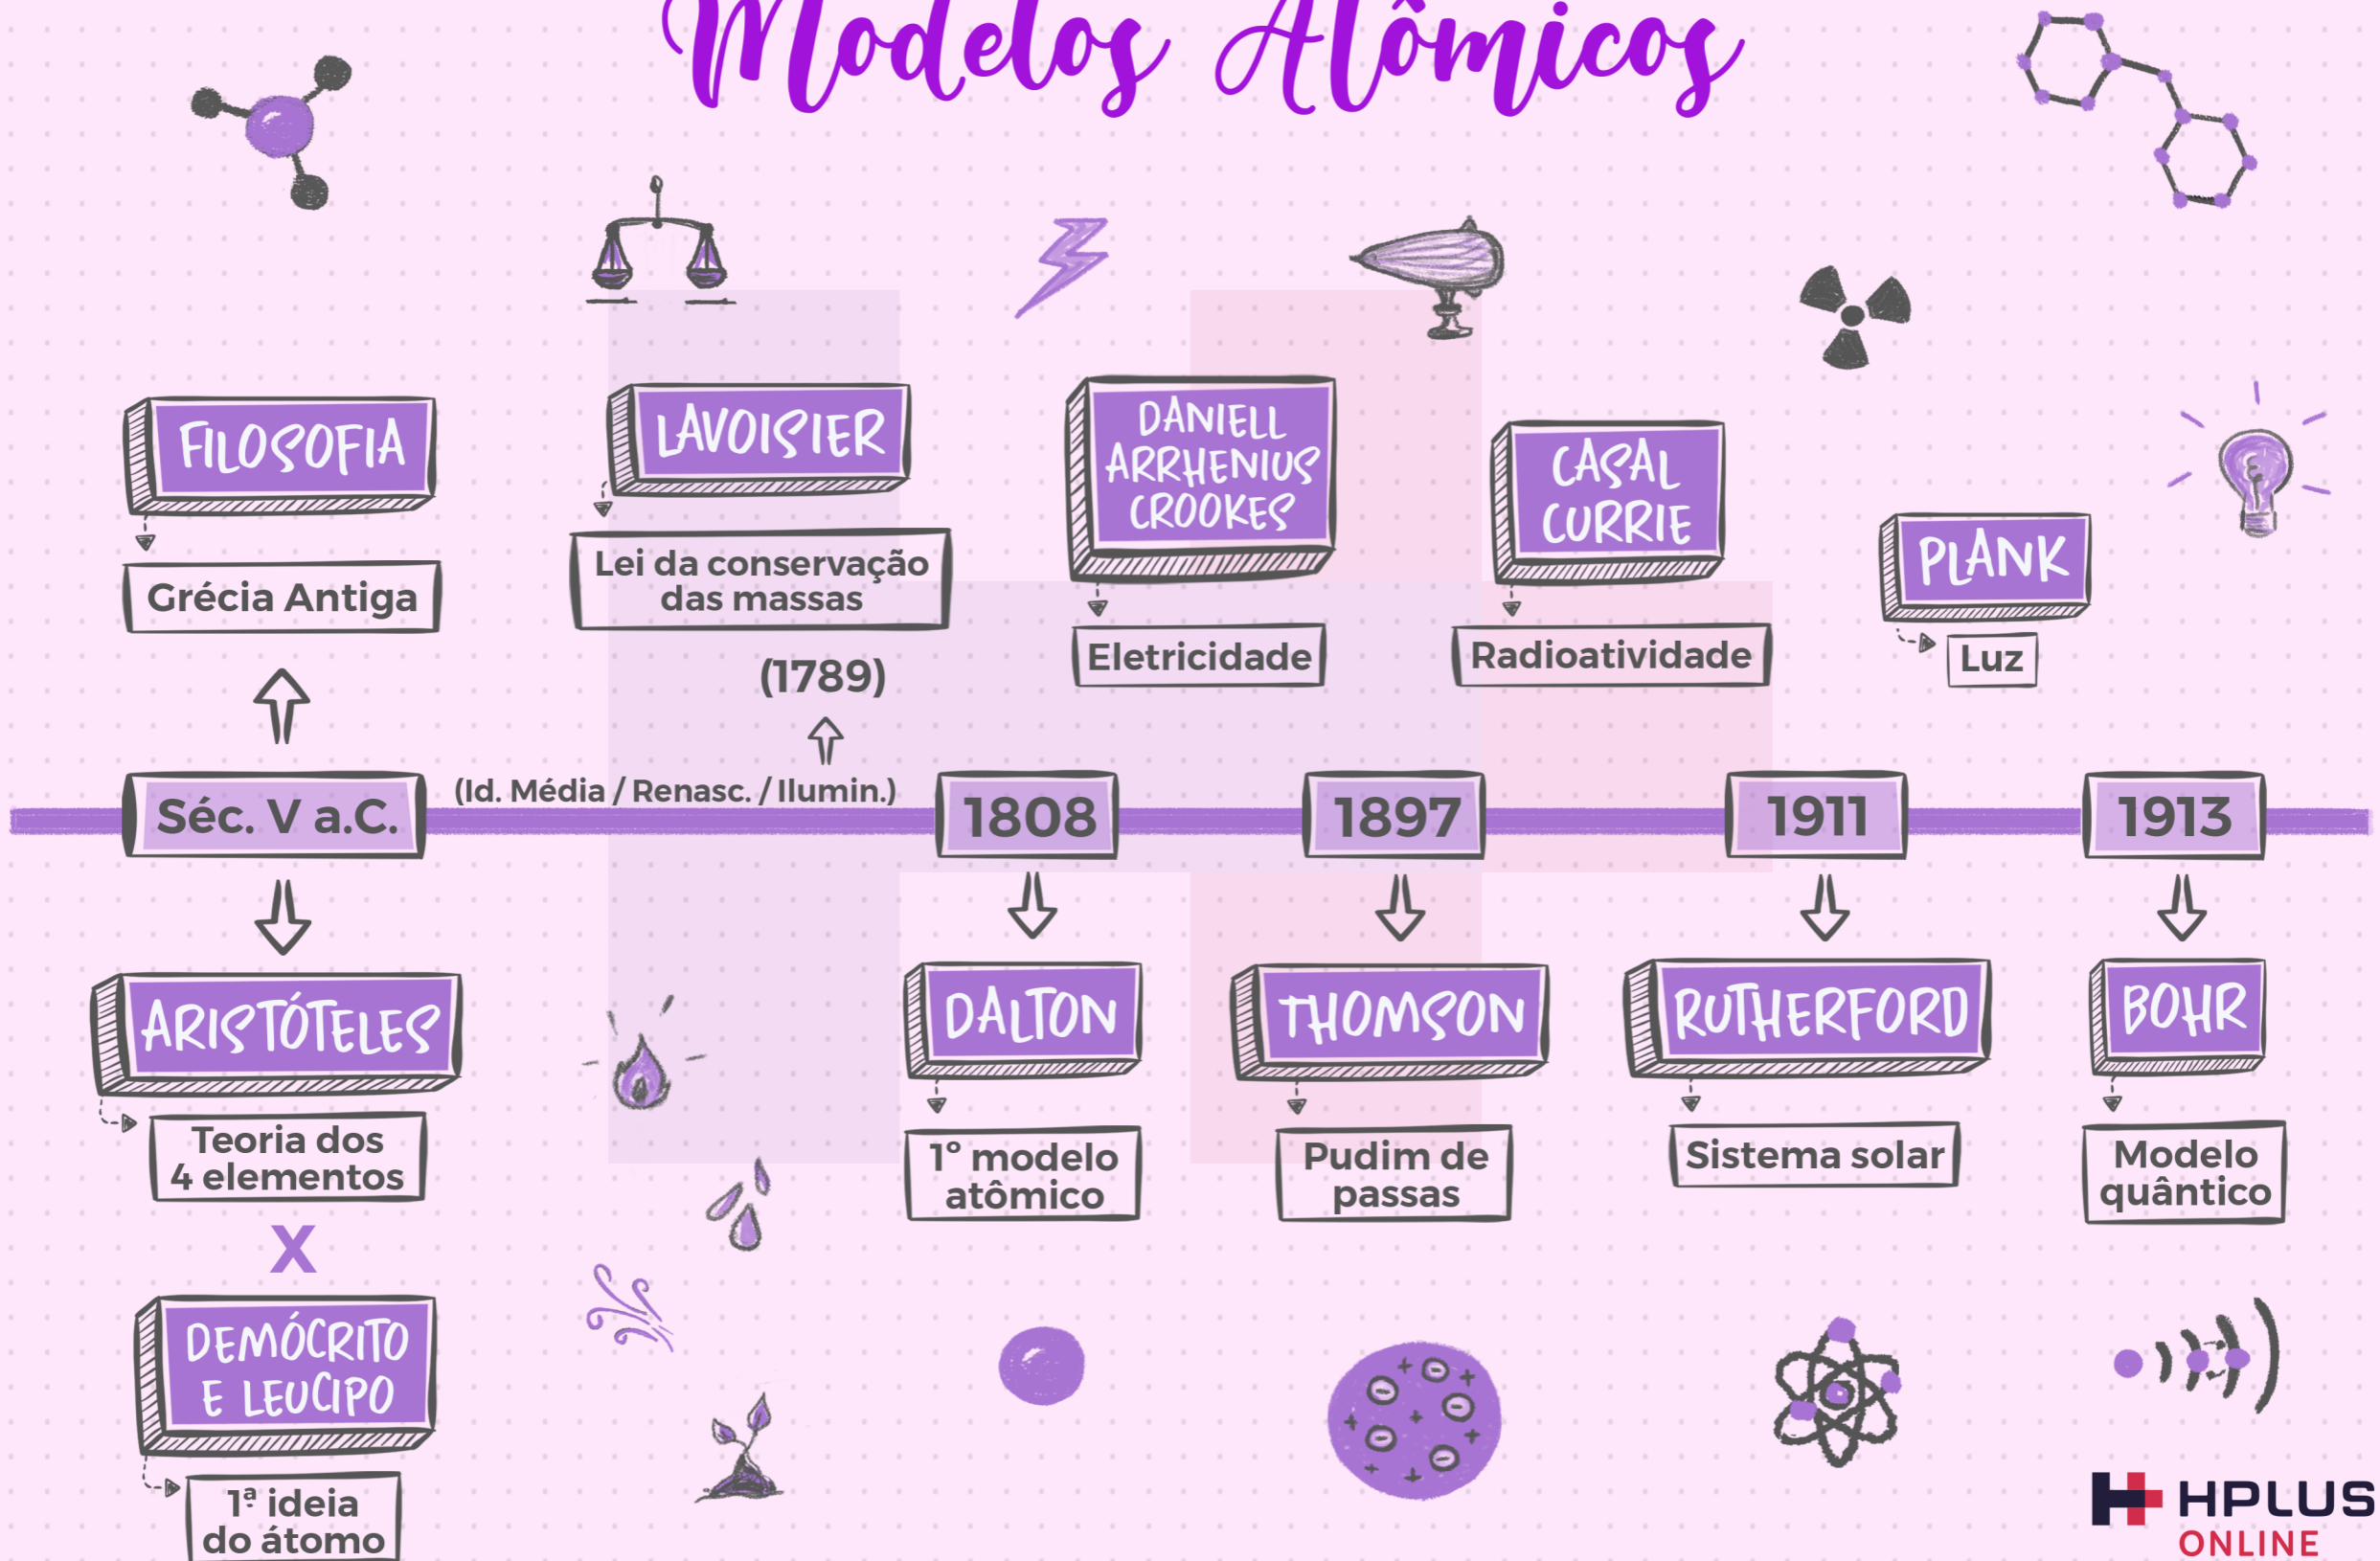 Modelos Atômicos
FILOSOFIA
Grécia Antiga
LAVOISIER
Lei da conservação
das massas
(1789)
DANIELL
ARRHENIUS
CROOKES
Eletricidade
CASAL
CURRIE
Radioatividade
PLANK
Luz
Séc. V a.C.
(Id. Média / Renasc. / Ilumin.)
1808
1897
1911
1913
ARISTÓTELES
Teoria dos
4 elementos
X
DEMÓCRITO
E LEUCIPO
1ª ideia
do átomo
DALTON
1º modelo
atômico
THOMSON
Pudim de
passas
RUTHERFORD
Sistema solar
BOHR
Modelo
quântico
HPLUS
ONLINE